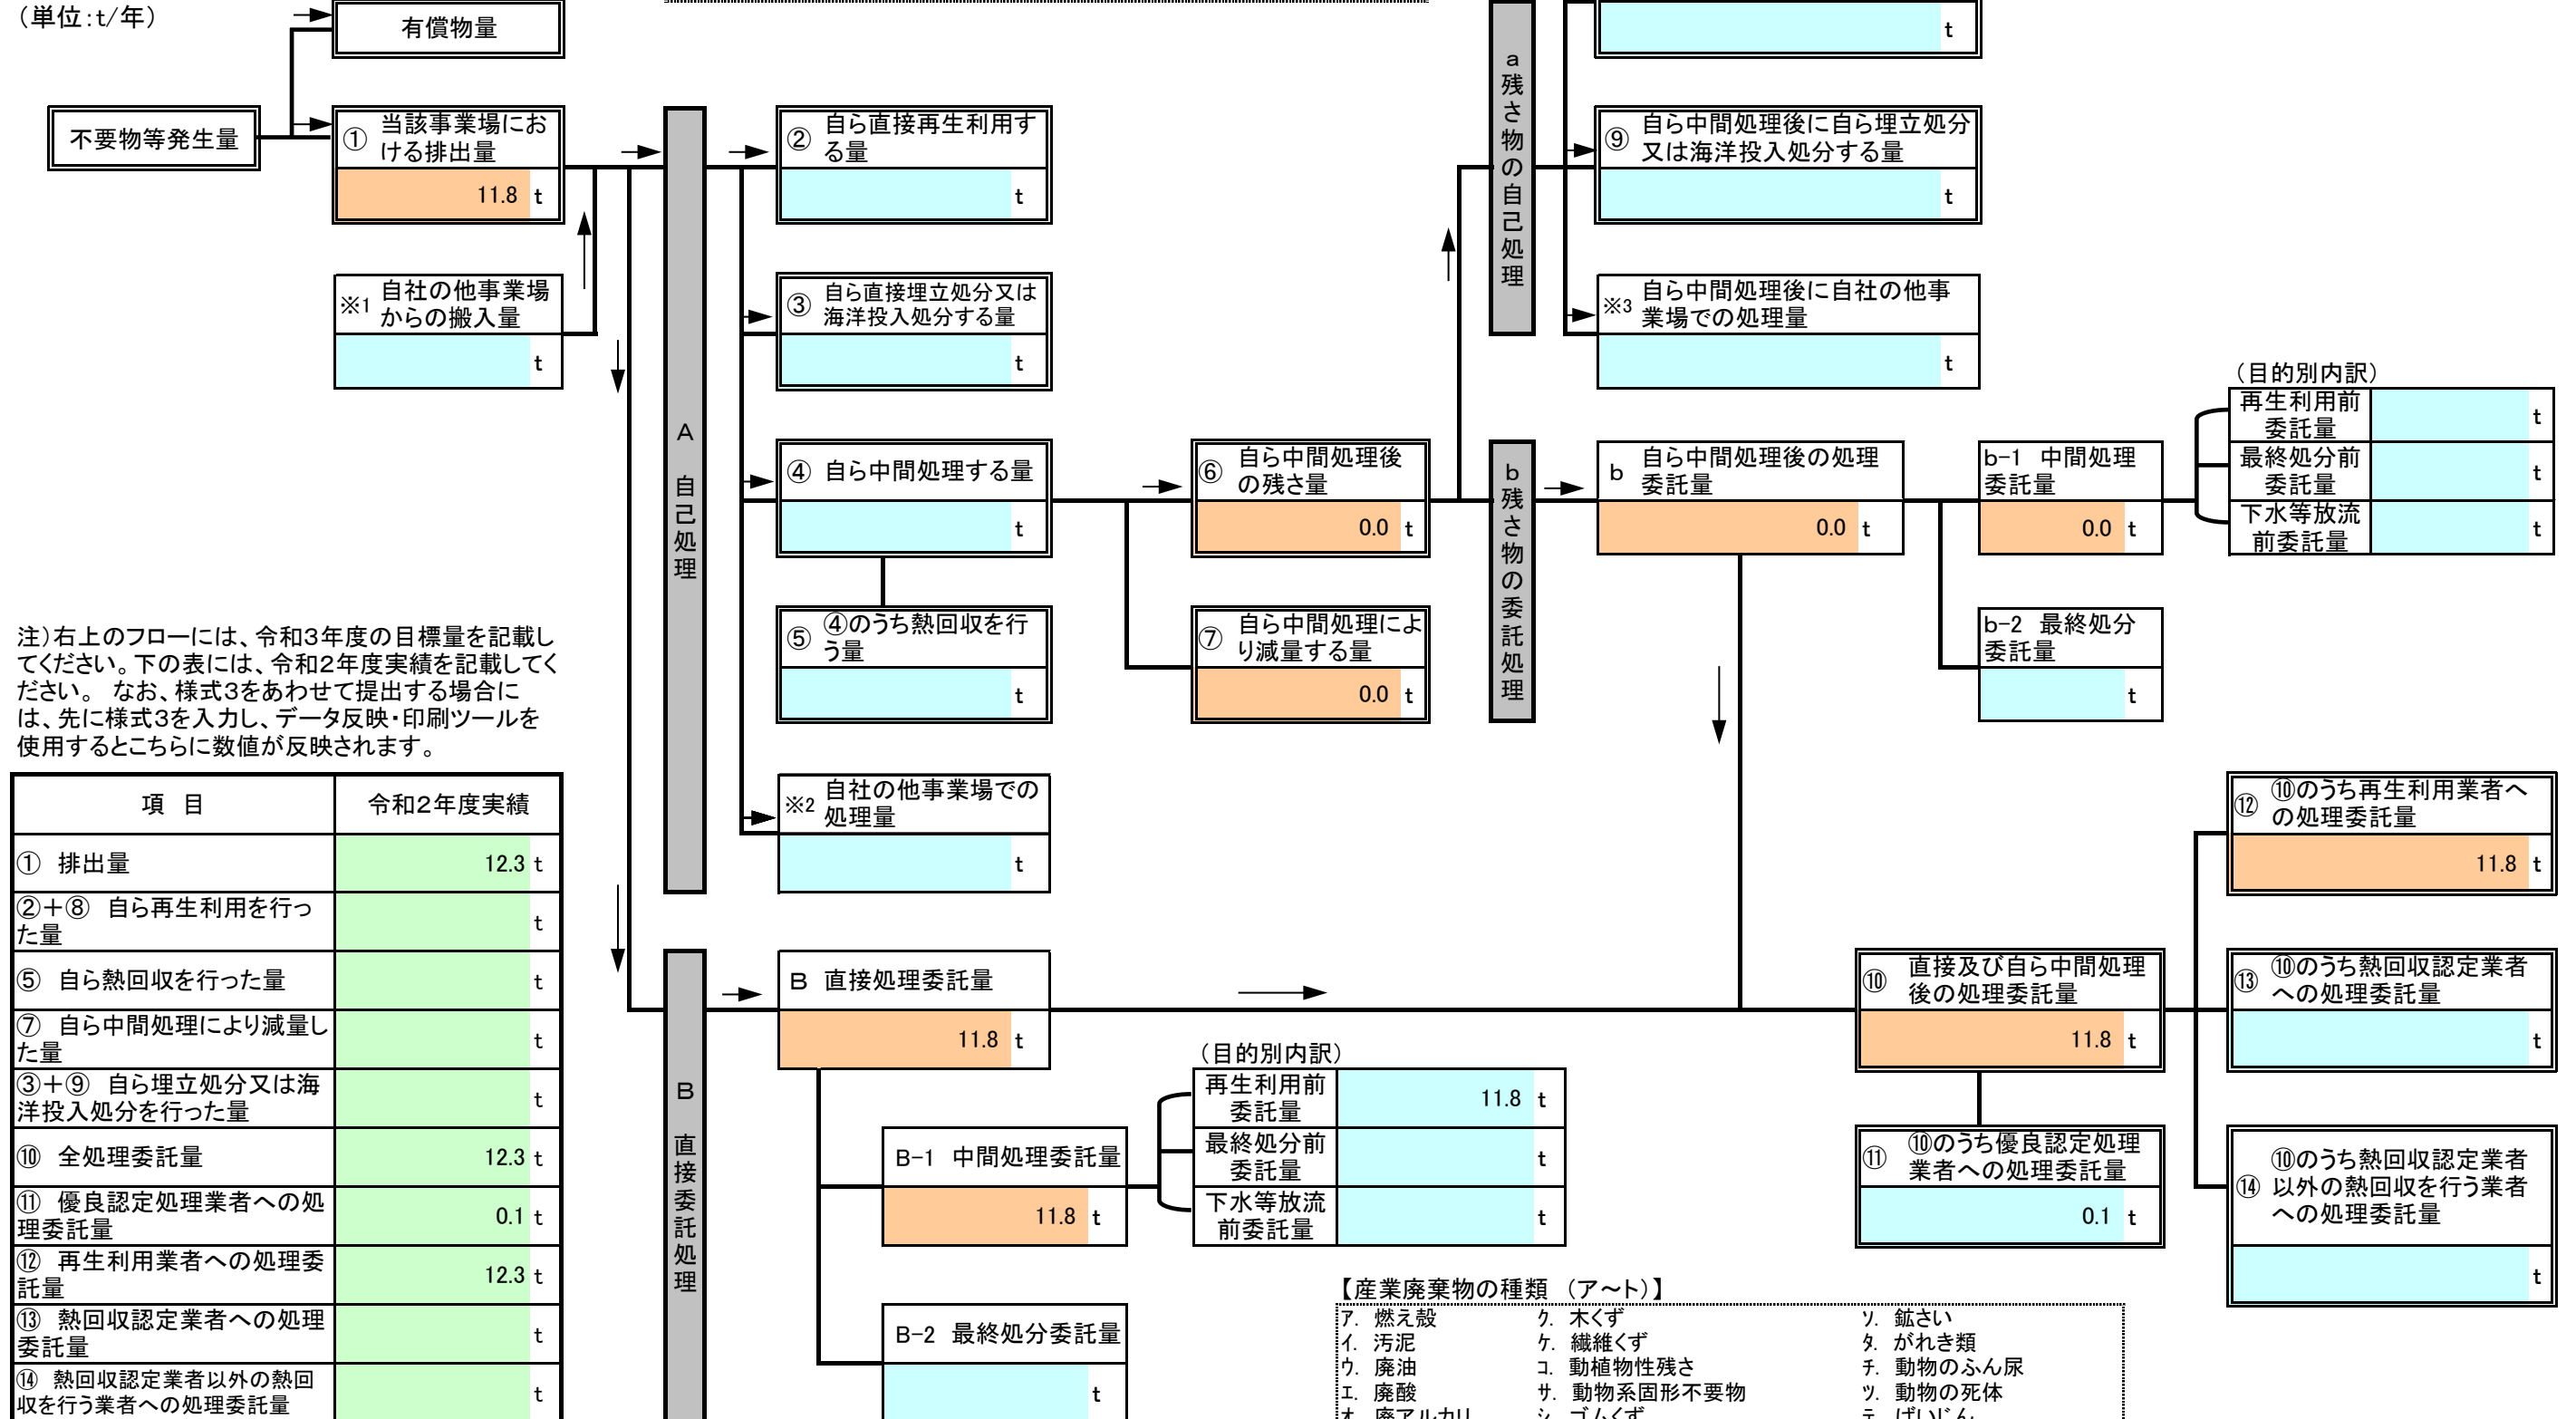 （単位：t/年）
有償物量
不要物等発生量
① 当該事業場にお
ける排出量
11.8 t
※1 自社の他事業場
からの搬入量
t
A 自己処理
② 自ら直接再生利用す
る量
t
③ 自ら直接埋立処分又は
海洋投入処分する量
t
④ 自ら中間処理する量
t
⑤ ④のうち熱回収を行
う量
t
※2 自社の他事業場での
処理量
t
⑥ 自ら中間処理後
の残さ量
0.0 t
⑦ 自ら中間処理によ
り減量する量
0.0 t
a 残さ物の自己処理
t
⑨ 自ら中間処理後に自ら埋立処分
又は海洋投入処分する量
t
※3 自ら中間処理後に自社の他事
業場での処理量
t
b 残さ物の委託処理
b 自ら中間処理後の処理
委託量
0.0 t
b-1 中間処理
委託量
0.0 t
b-2 最終処分
委託量
t
（目的別内訳）
再生利用前
委託量
t
最終処分前
委託量
t
下水等放流
前委託量
t
注）右上のフローには、令和３年度の目標量を記載し
てください。下の表には、令和２年度実績を記載してく
ださい。 なお、様式３をあわせて提出する場合に
は、先に様式３を入力し、データ反映・印刷ツールを
使用するとこちらに数値が反映されます。
項 目 令和２年度実績
① 排出量 12.3 t
②＋⑧ 自ら再生利用を行っ
た量
t
⑤ 自ら熱回収を行った量 t
⑦ 自ら中間処理により減量し
た量
t
③＋⑨ 自ら埋立処分又は海
洋投入処分を行った量
t
⑩ 全処理委託量 12.3 t
⑪ 優良認定処理業者への処
理委託量
0.1 t
⑫ 再生利用業者への処理委
託量
12.3 t
⑬ 熱回収認定業者への処理
委託量
t
⑭ 熱回収認定業者以外の熱回
収を行う業者への処理委託量
t
B 直接委託処理
B 直接処理委託量
11.8 t
B-1 中間処理委託量
11.8 t
B-2 最終処分委託量
t
（目的別内訳）
再生利用前
委託量
11.8 t
最終処分前
委託量
t
下水等放流
前委託量
t
⑩ 直接及び自ら中間処理
後の処理委託量
11.8 t
⑪ ⑩のうち優良認定処理
業者への処理委託量
0.1 t
⑫ ⑩のうち再生利用業者へ
の処理委託量
11.8 t
⑬ ⑩のうち熱回収認定業者
への処理委託量
t
⑭ ⑩のうち熱回収認定業者
以外の熱回収を行う業者
への処理委託量
t
【産業廃棄物の種類 （ア～ト）】
ｱ. 燃え殻 ｸ. 木くず ｿ. 鉱さい
ｲ. 汚泥 ｹ. 繊維くず ﾀ. がれき類
ｳ. 廃油 ｺ. 動植物性残さ ﾁ. 動物のふん尿
ｴ. 廃酸 ｻ. 動物系固形不要物 ﾂ. 動物の死体
ｵ. 廃アルカリ ｼ. ゴムくず ﾃ. ばいじん